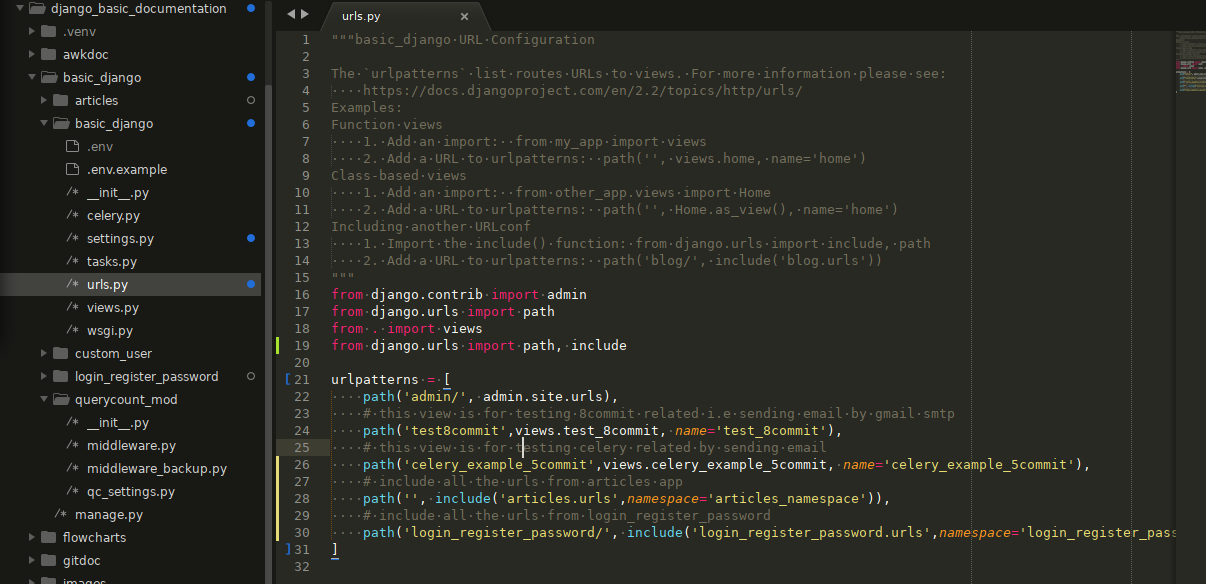 django_basic_documentation
.venv
awkdoc
basic_django
articles
basic_django
.env
.env.example
/* __init__.py
/* celery.py
/* settings.py
/* tasks.py
/* urls.py
/* views.py
/* wsgi.py
custom_user
login_register_password
querycount_mod
/* __init__.py
/* middleware.py
/* middleware_backup.py
/* qc_settings.py
/* manage.py
flowcharts
gitdoc
images
urls.py ×
1 """basic_django URL Configuration
2
3 The `urlpatterns` list routes URLs to views. For more information please see:
4     https://docs.djangoproject.com/en/2.2/topics/http/urls/
5 Examples:
6 Function views
7     1. Add an import:  from my_app import views
8     2. Add a URL to urlpatterns:  path('', views.home, name='home')
9 Class-based views
10     1. Add an import:  from other_app.views import Home
11     2. Add a URL to urlpatterns:  path('', Home.as_view(), name='home')
12 Including another URLconf
13     1. Import the include() function: from django.urls import include, path
14     2. Add a URL to urlpatterns:  path('blog/', include('blog.urls'))
15 """
16 from django.contrib import admin
17 from django.urls import path
18 from . import views
19 from django.urls import path, include
20
21 urlpatterns = [
22     path('admin/', admin.site.urls),
23     # this view is for testing 8commit related i.e sending email by gmail smtp
24     path('test8commit',views.test_8commit, name='test_8commit'),
25     # this view is for testing celery related by sending email
26     path('celery_example_5commit',views.celery_example_5commit, name='celery_example_5commit'),
27     # include all the urls from articles app
28     path('', include('articles.urls',namespace='articles_namespace')),
29     # include all the urls from login_register_password
30     path('login_register_password/', include('login_register_password.urls',namespace='login_register_pass
31 ]
32